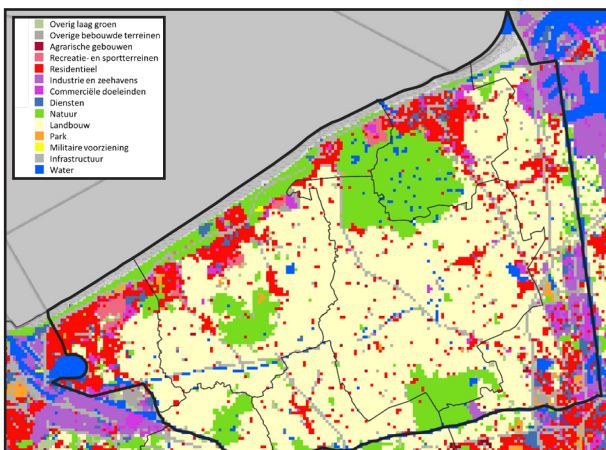 Overig laag groen
Overige bebouwde terreinen
Agrarische gebouwen
Recreatie- en sportterreinen
Residentieel
Industrie en zeehavens
Commerciële doeleinden
Diensten
Natuur
Landbouw
Park
Militaire voorziening
Infrastructuur
Water